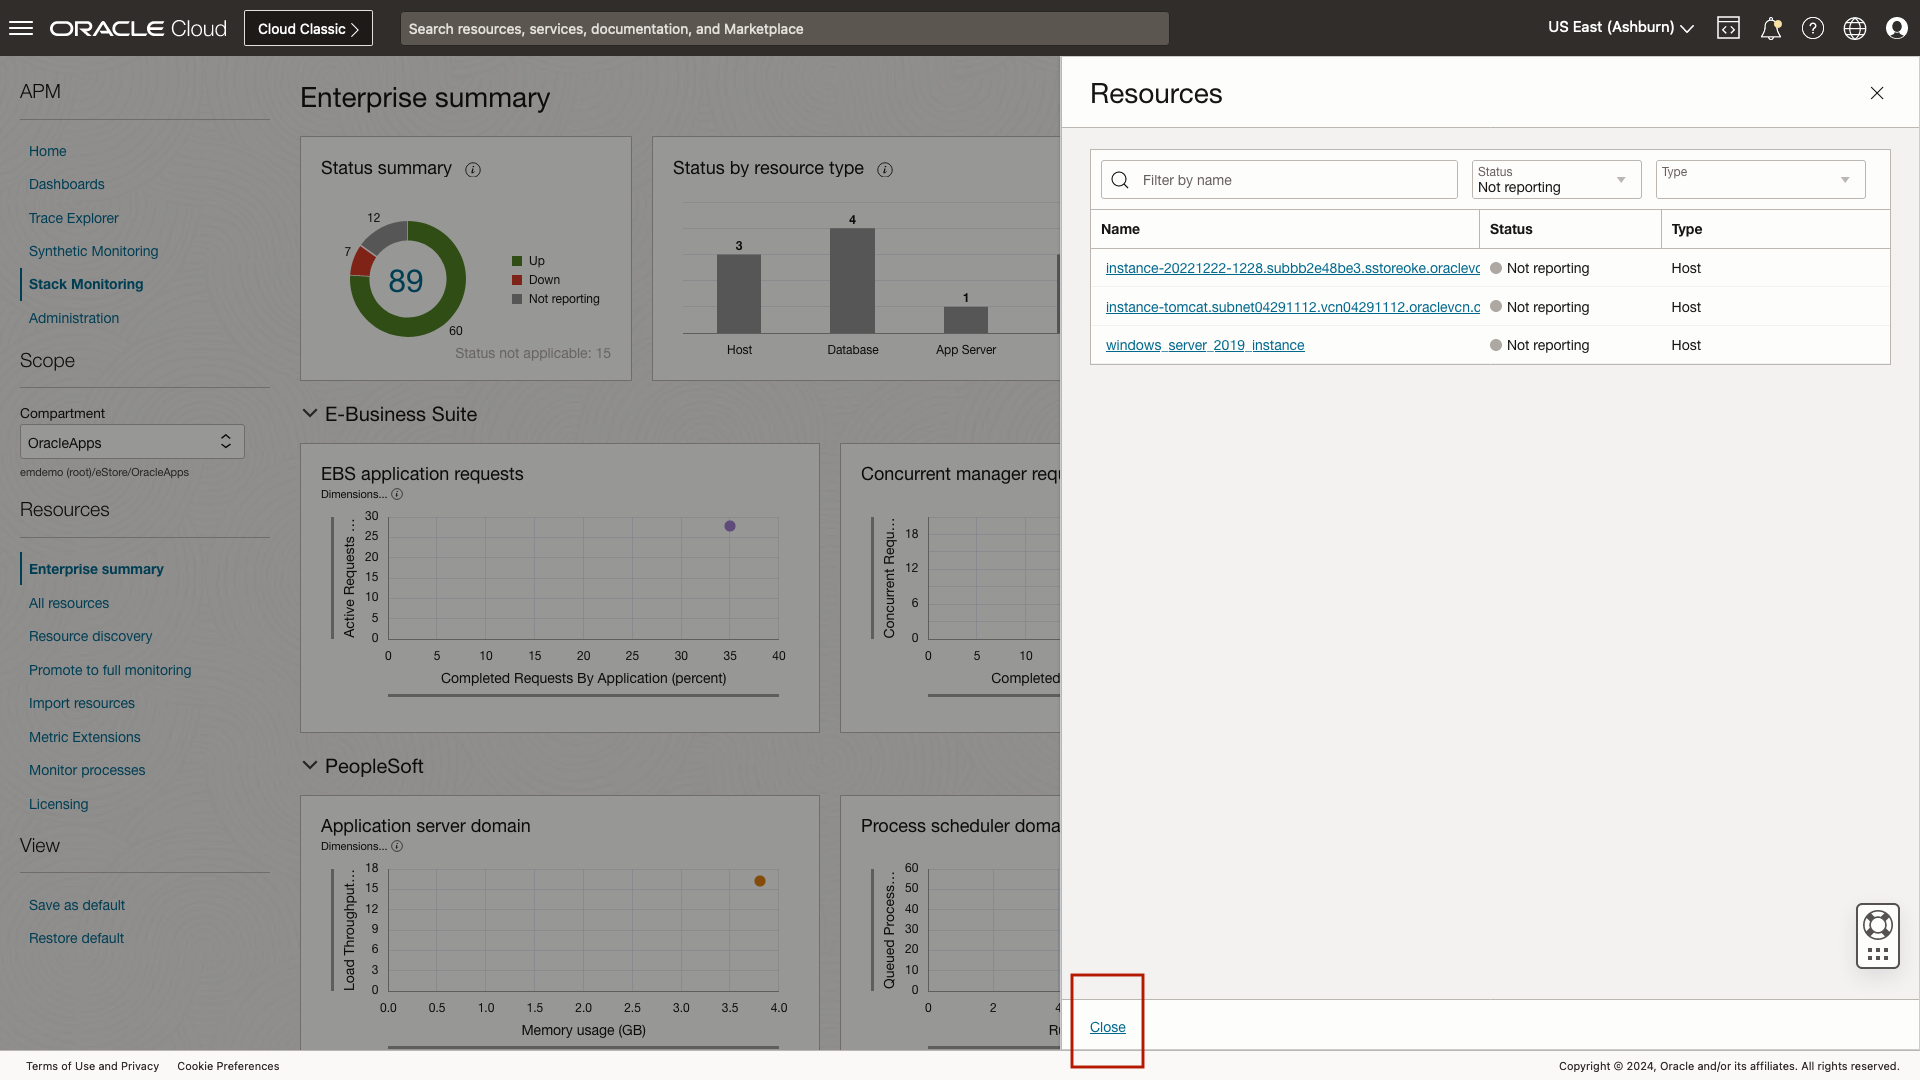 ORACLE Cloud
Cloud Classic
Search resources, services, documentation, and Marketplace
US East (Ashburn)
APM
Home
Dashboards
Trace Explorer
Synthetic Monitoring
Stack Monitoring
Administration
Scope
Compartment
OracleApps
emdemo (root)/eStore/OracleApps
Resources
Enterprise summary
All resources
Resource discovery
Promote to full monitoring
Import resources
Metric Extensions
Monitor processes
Licensing
View
Save as default
Restore default
Enterprise summary
Status summary
12
7
89
60
Up
Down
Not reporting
Status not applicable: 15
Status by resource type
3
4
1
Host
Database
App Server
E-Business Suite
EBS application requests
Dimensions...
Active Requests ...
30
25
20
15
10
5
0
0 5 10 15 20 25 30 35 40
Completed Requests By Application (percent)
Concurrent manager requ
Concurrent Requ...
18
12
6
0
0 5 10
Completed
PeopleSoft
Application server domain
Dimensions...
Load Throughput...
18
15
12
9
6
3
0
0.0 0.5 1.0 1.5 2.0 2.5 3.0 3.5 4.0
Memory usage (GB)
Process scheduler doma
Queued Process...
60
50
40
30
20
10
0
0 2 4
Ru
Resources
Filter by name
Status
Not reporting
Type
Name Status Type
instance-20221222-1228.subbb2e48be3.sstoreoke.oraclevc Not reporting Host
instance-tomcat.subnet04291112.vcn04291112.oraclevcn.c Not reporting Host
windows_server_2019_instance Not reporting Host
Close
Terms of Use and Privacy
Cookie Preferences
Copyright © 2024, Oracle and/or its affiliates. All rights reserved.